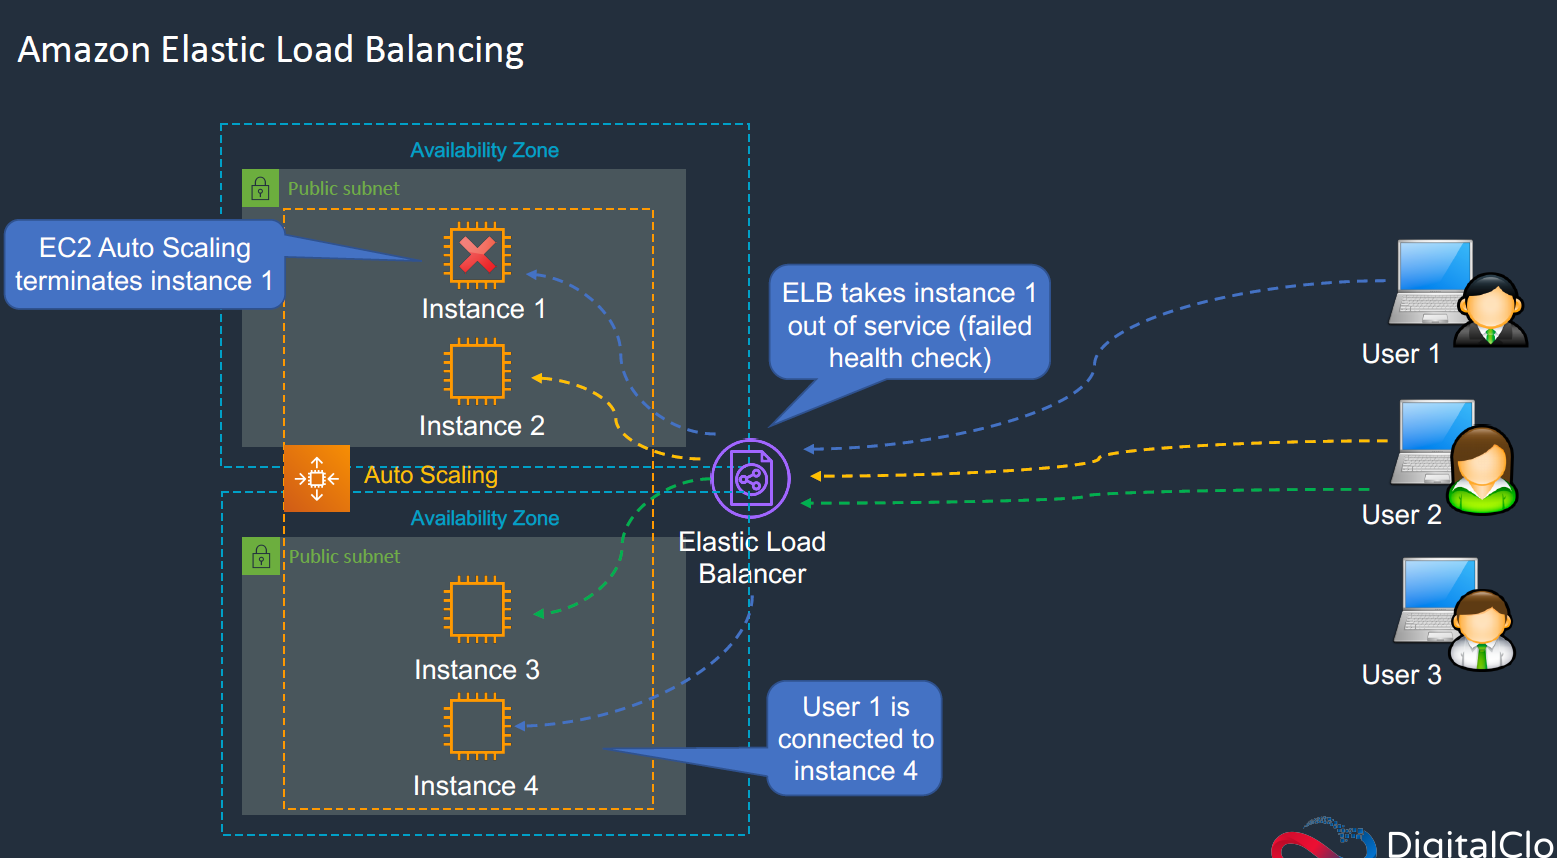 Amazon Elastic Load Balancing
Availability Zone
Public subnet
EC2 Auto Scaling
terminates instance 1
Instance 1
Instance 2
ELB takes instance 1
out of service (failed
health check)
User 1
Auto Scaling
Availability Zone
Public subnet
Elastic Load
Balancer
User 2
Instance 3
Instance 4
User 1 is
connected to
instance 4
User 3
DigitalClo